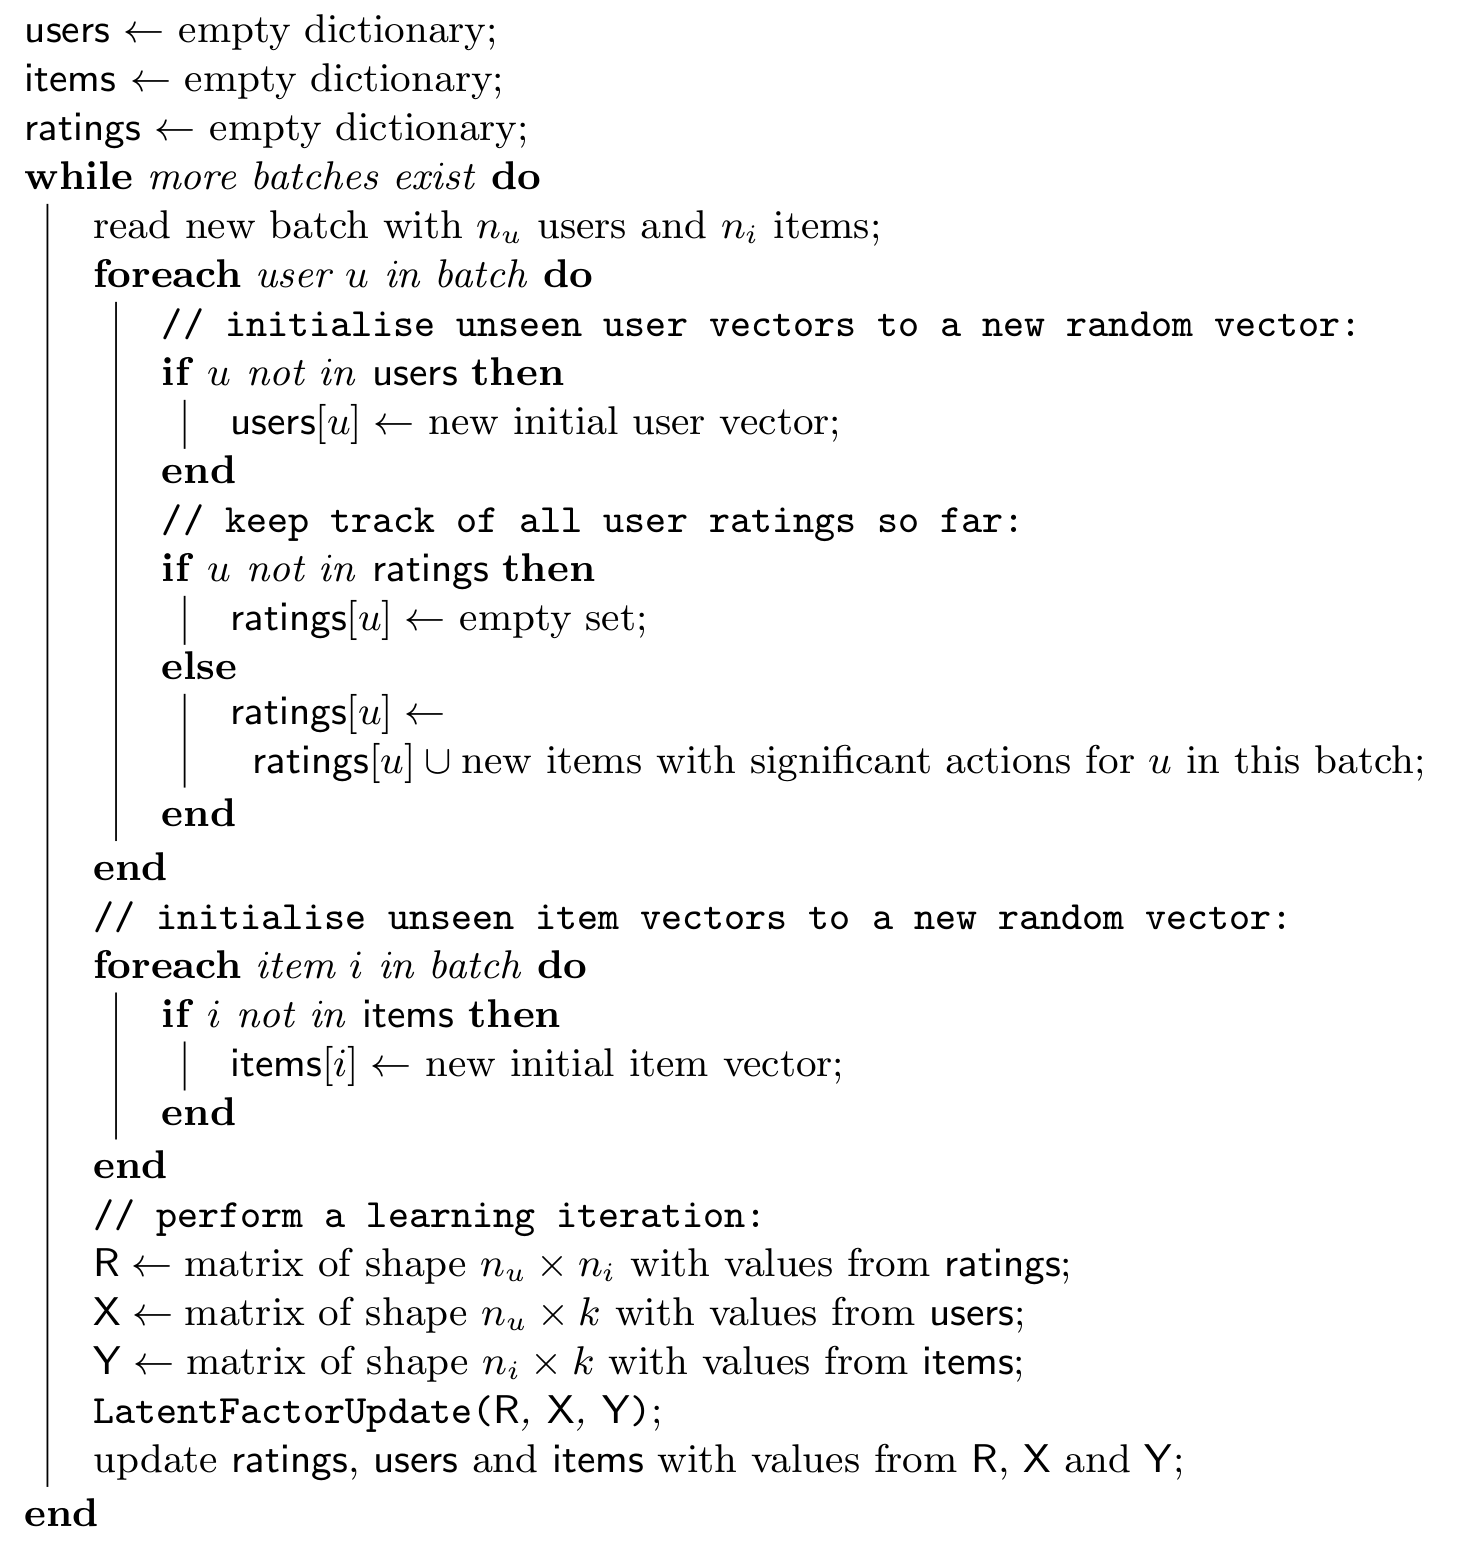 users ← empty dictionary;
items ← empty dictionary;
ratings ← empty dictionary;
while more batches exist do
read new batch with n_u users and n_i items;
foreach user u in batch do
// initialise unseen user vectors to a new random vector:
if u not in users then
users[u] ← new initial user vector;
end
// keep track of all user ratings so far:
if u not in ratings then
ratings[u] ← empty set;
else
ratings[u] ←
ratings[u] ∪ new items with significant actions for u in this batch;
end
end
// initialise unseen item vectors to a new random vector:
foreach item i in batch do
if i not in items then
items[i] ← new initial item vector;
end
end
// perform a learning iteration:
R ← matrix of shape n_u × n_i with values from ratings;
X ← matrix of shape n_u × k with values from users;
Y ← matrix of shape n_i × k with values from items;
LatentFactorUpdate(R, X, Y);
update ratings, users and items with values from R, X and Y;
end